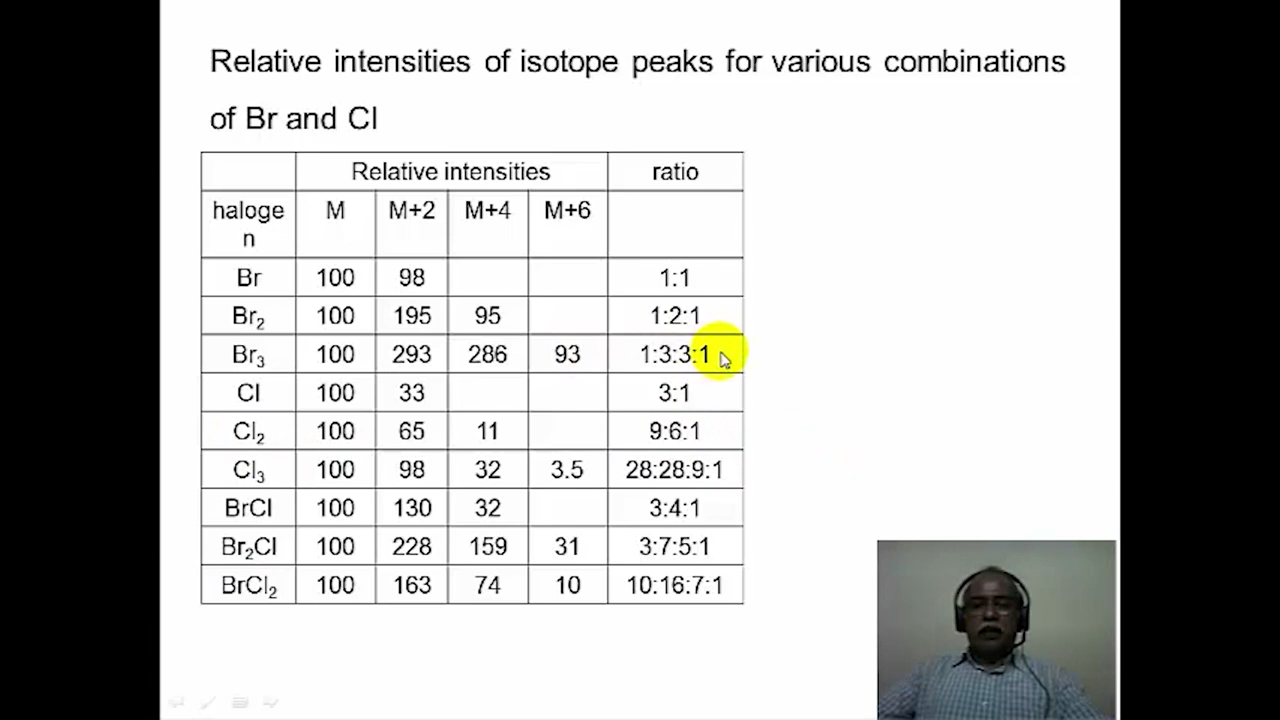 Relative intensities of isotope peaks for various combinations
of Br and Cl
Relative intensities ratio
haloge
n M M+2 M+4 M+6
Br 100 98 1:1
Br₂ 100 195 95 1:2:1
Br₃ 100 293 286 93 1:3:3:1
Cl 100 33 3:1
Cl₂ 100 65 11 9:6:1
Cl₃ 100 98 32 3.5 28:28:9:1
BrCl 100 130 32 3:4:1
Br₂Cl 100 228 159 31 3:7:5:1
BrCl₂ 100 163 74 10 10:16:7:1